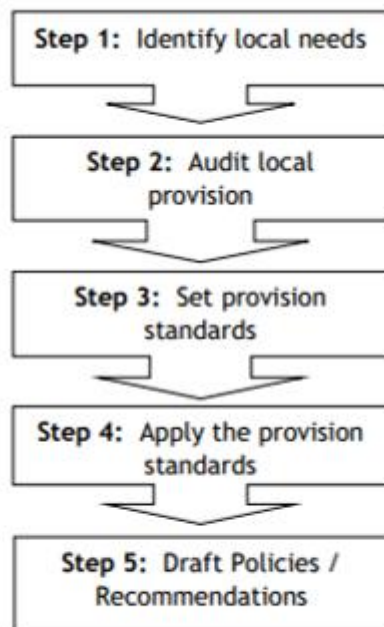 Step 1: Identify local needs
Step 2: Audit local
provision
Step 3: Set provision
standards
Step 4: Apply the provision
standards
Step 5: Draft Policies /
Recommendations